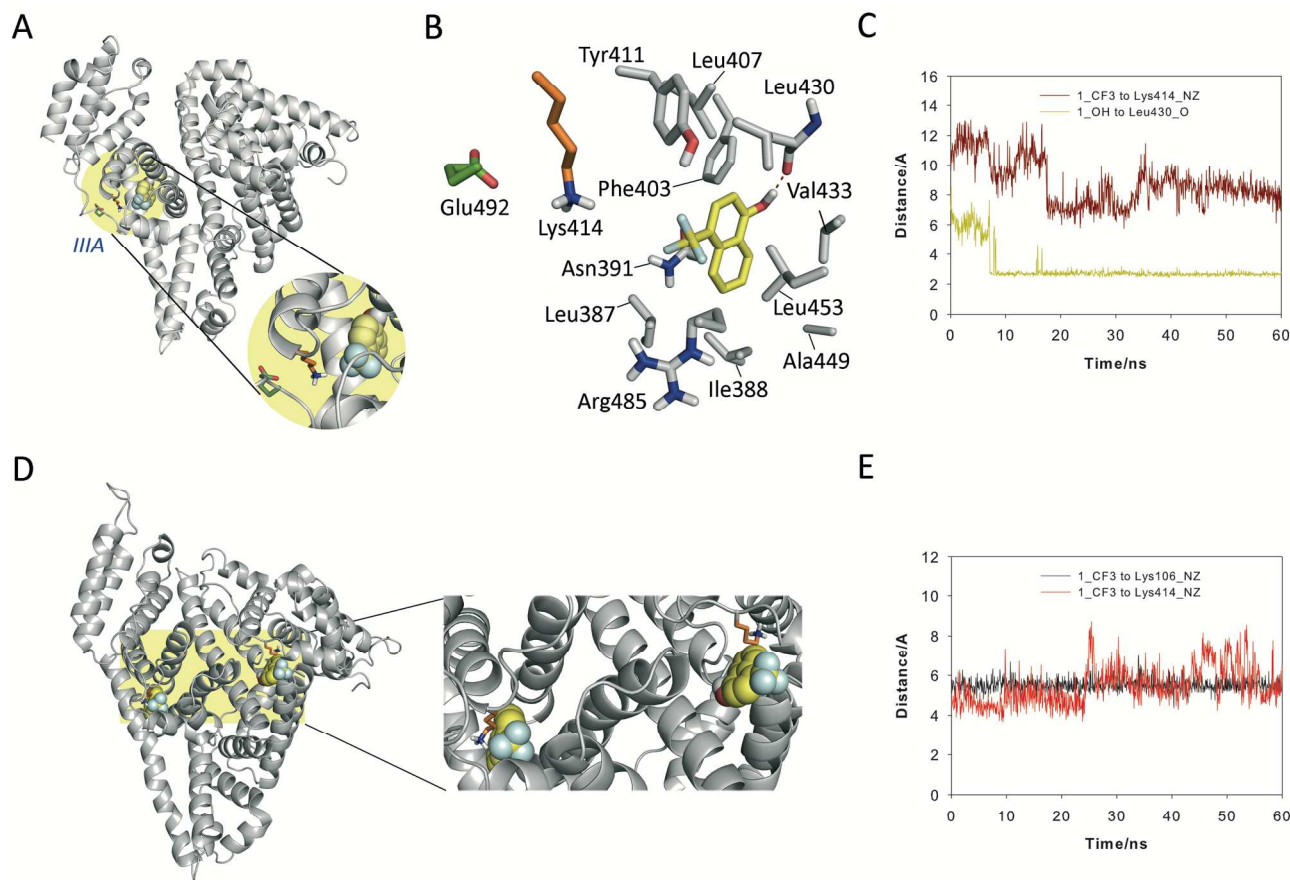 A
IIIA
B
Tyr411
Leu407
Leu430
Glu492
Lys414
Phe403
Val433
Asn391
Leu387
Leu453
Ala449
Arg485
Ile388
C
16
14
12
10
8
6
4
2
0
Distance/A
1_CF3 to Lys414_NZ
1_OH to Leu430_O
0 10 20 30 40 50 60
Time/ns
D
E
12
10
8
6
4
2
0
Distance/A
1_CF3 to Lys106_NZ
1_CF3 to Lys414_NZ
0 10 20 30 40 50 60
Time/ns